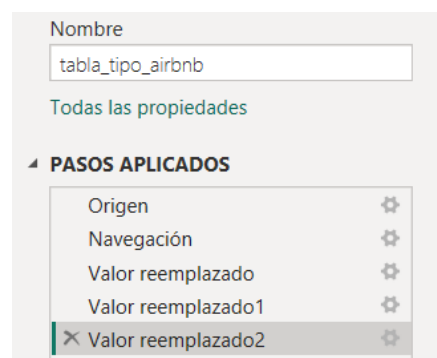 Nombre
tabla_tipo_airbnb
Todas las propiedades
PASOS APLICADOS
Origen
Navegación
Valor reemplazado
Valor reemplazado1
Valor reemplazado2